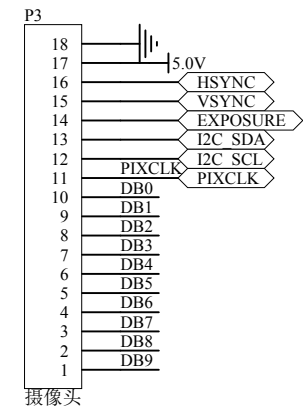 P3
18
17 5.0V
16 HSYNC
15 VSYNC
14 EXPOSURE
13 I2C_SDA
12 I2C_SCL
11 PIXCLK PIXCLK
10 DB0
9 DB1
8 DB2
7 DB3
6 DB4
5 DB5
4 DB6
3 DB7
2 DB8
1 DB9
摄像头